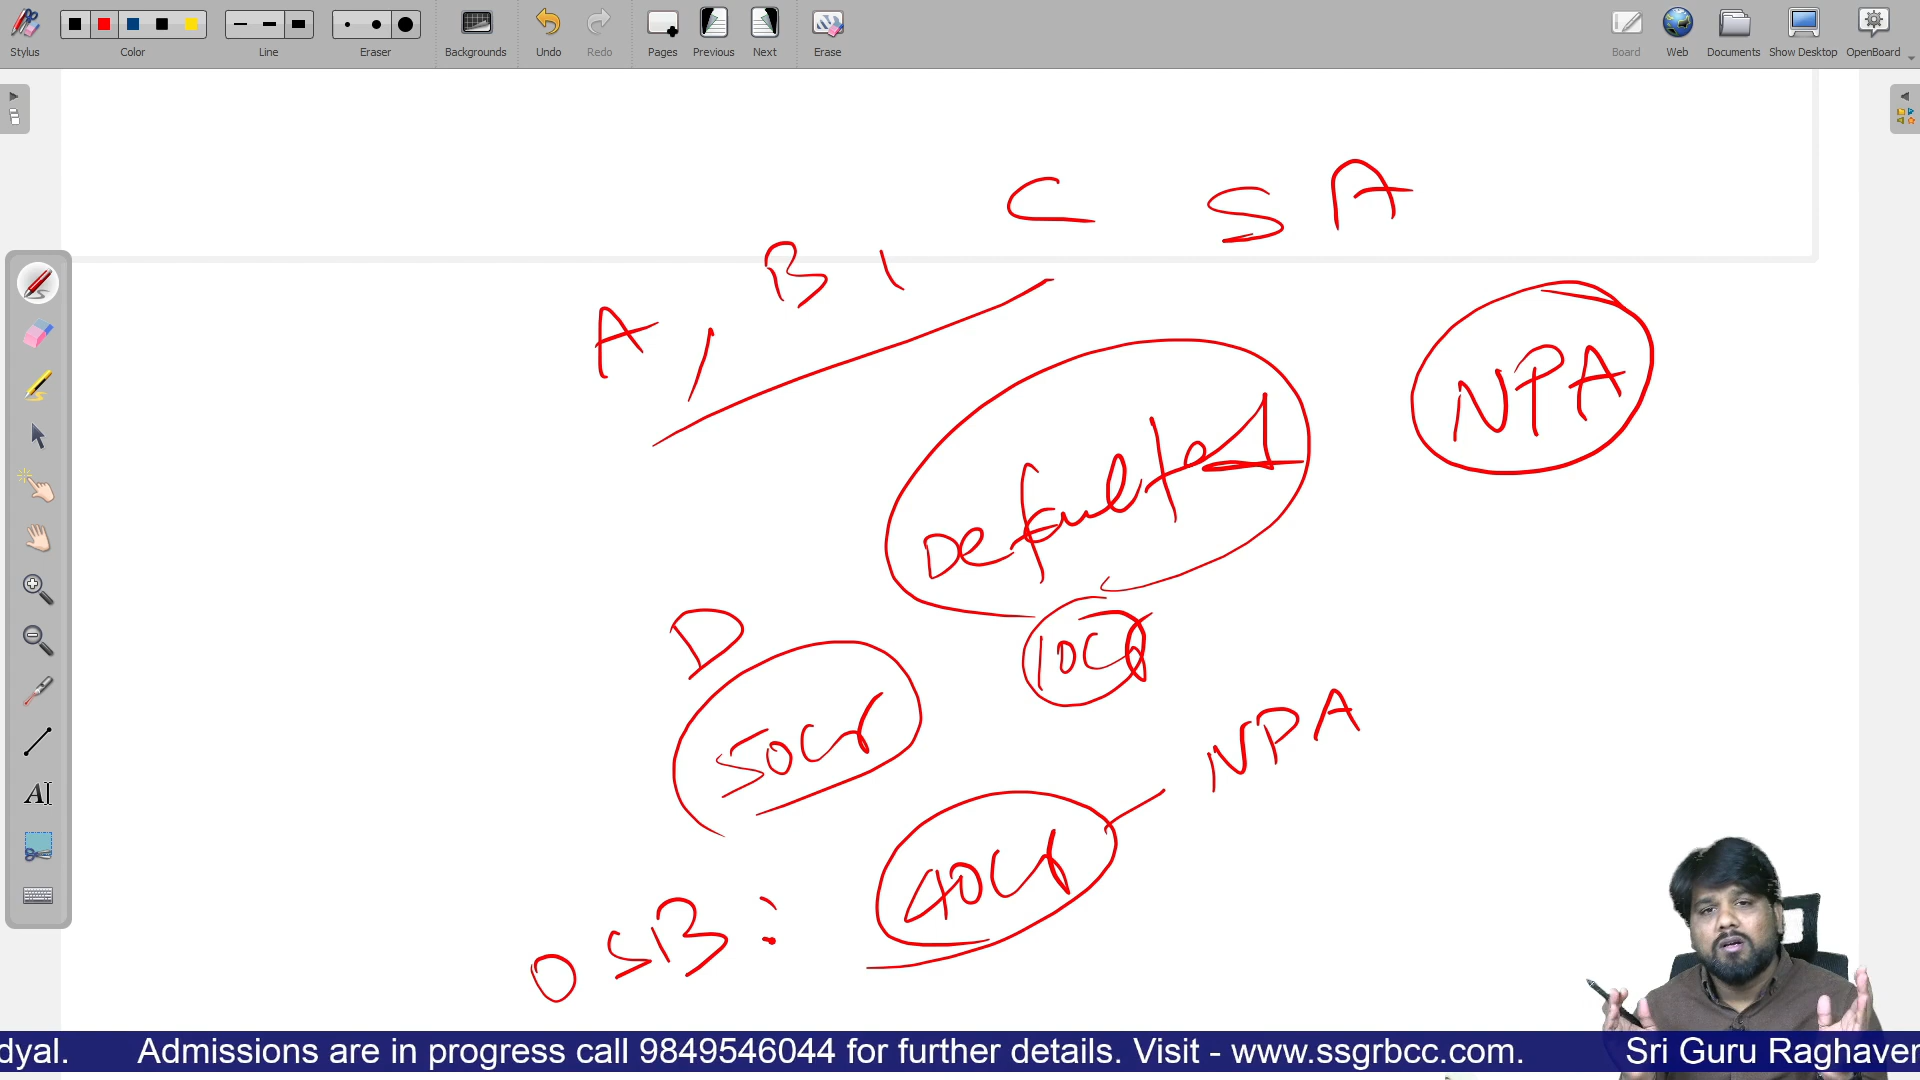 Stylus
Color
Line
Eraser
Backgrounds
Undo
Redo
Pages
Previous
Next
Erase
Board
Web
Documents
Show Desktop
OpenBoard
C S A
A, B,
NPA
Defaulted
D
10Cr
50Cr
NPA
OSB : 40Cr
AI
dyal. Admissions are in progress call 9849546044 for further details. Visit - www.ssgrbcc.com. Sri Guru Raghaver